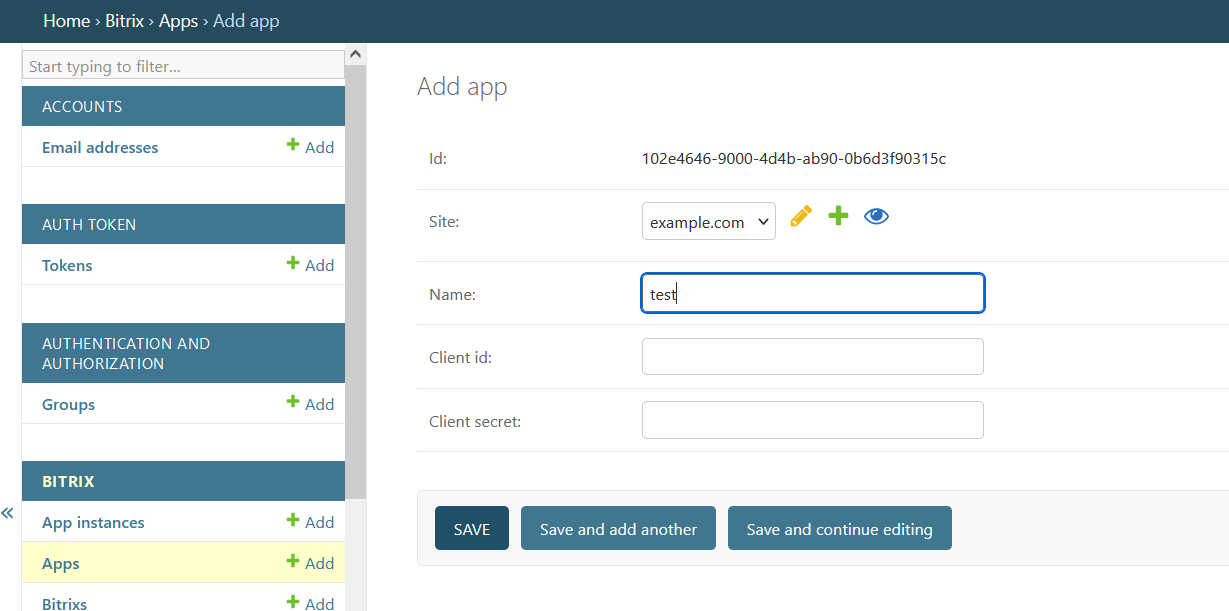 Home › Bitrix › Apps › Add app
Start typing to filter...
ACCOUNTS
Email addresses + Add
AUTH TOKEN
Tokens + Add
AUTHENTICATION AND
AUTHORIZATION
Groups + Add
BITRIX
«
App instances + Add
Apps + Add
Bitrixs + Add
Add app
Id: 102e4646-9000-4d4b-ab90-0b6d3f90315c
Site: example.com
Name: test
Client id:
Client secret:
SAVE Save and add another Save and continue editing